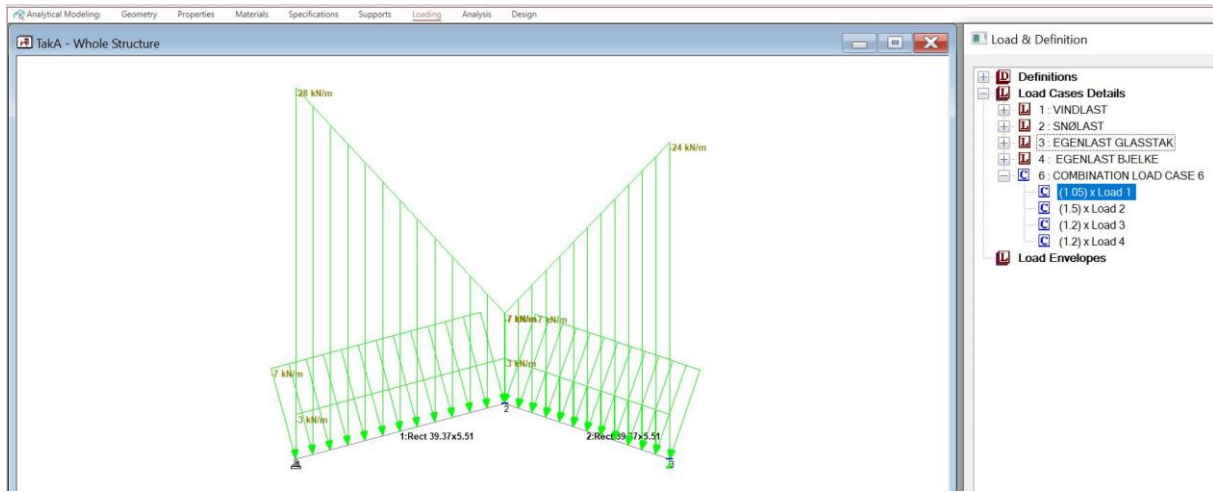 Analytical Modeling: Geometry Properties Materials Specifications Supports Loading Analysis Design
TakA - Whole Structure
-28 kN/m
-24 kN/m
-7 kN/m
-7 kN/m
-7 kN/m
-3 kN/m
-3 kN/m
2
1:Rect 39.37x5.51
2:Rect 39.37x5.51
3
Load & Definition
D Definitions
L Load Cases Details
L 1 : VINDLAST
L 2 : SNØLAST
L 3 : EGENLAST GLASSTAK
L 4 : EGENLAST BJELKE
C 6 : COMBINATION LOAD CASE 6
C (1.05) x Load 1
C (1.5) x Load 2
C (1.2) x Load 3
C (1.2) x Load 4
L Load Envelopes